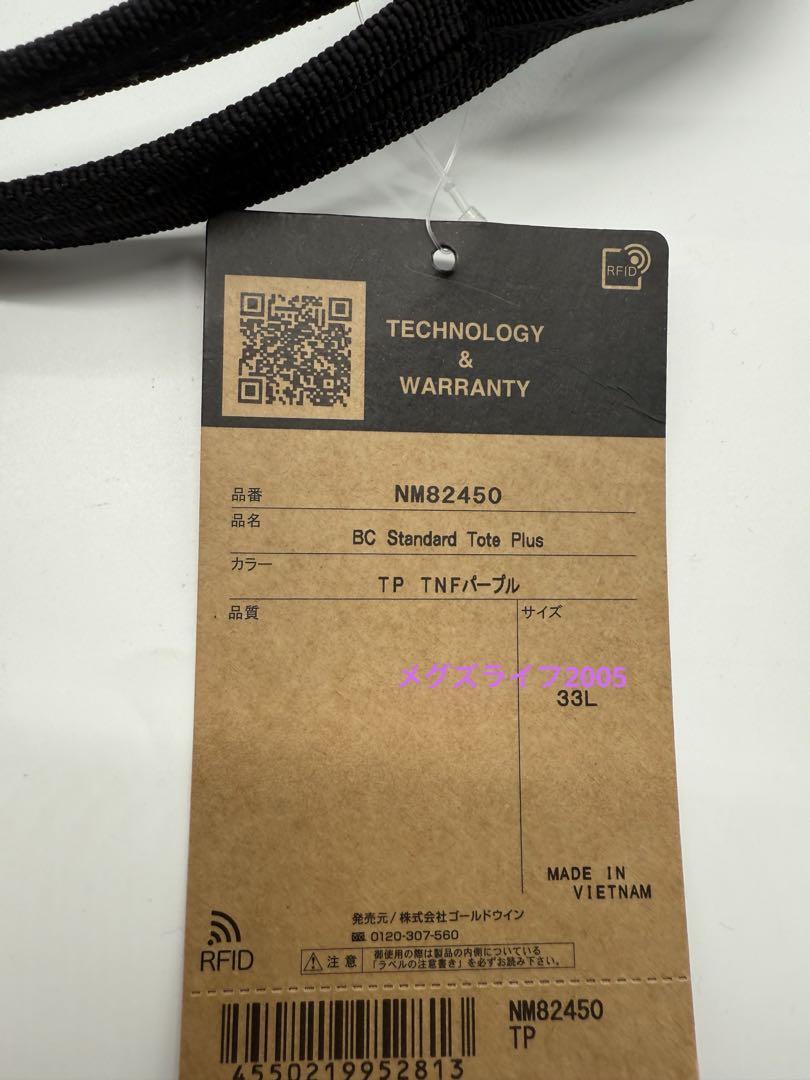 RFID
TECHNOLOGY
&
WARRANTY
品番 NM82450
品名
BC Standard Tote Plus
カラー
TP TNFパープル
品質 サイズ
メグズライフ2005
33L
MADE IN
VIETNAM
発売元/株式会社ゴールドウイン
0120-307-560
RFID
注意 御使用の際は製品の内側についている
「ラベルの注意書き」を必ずお読み下さい。
NM82450
TP
4550219952813